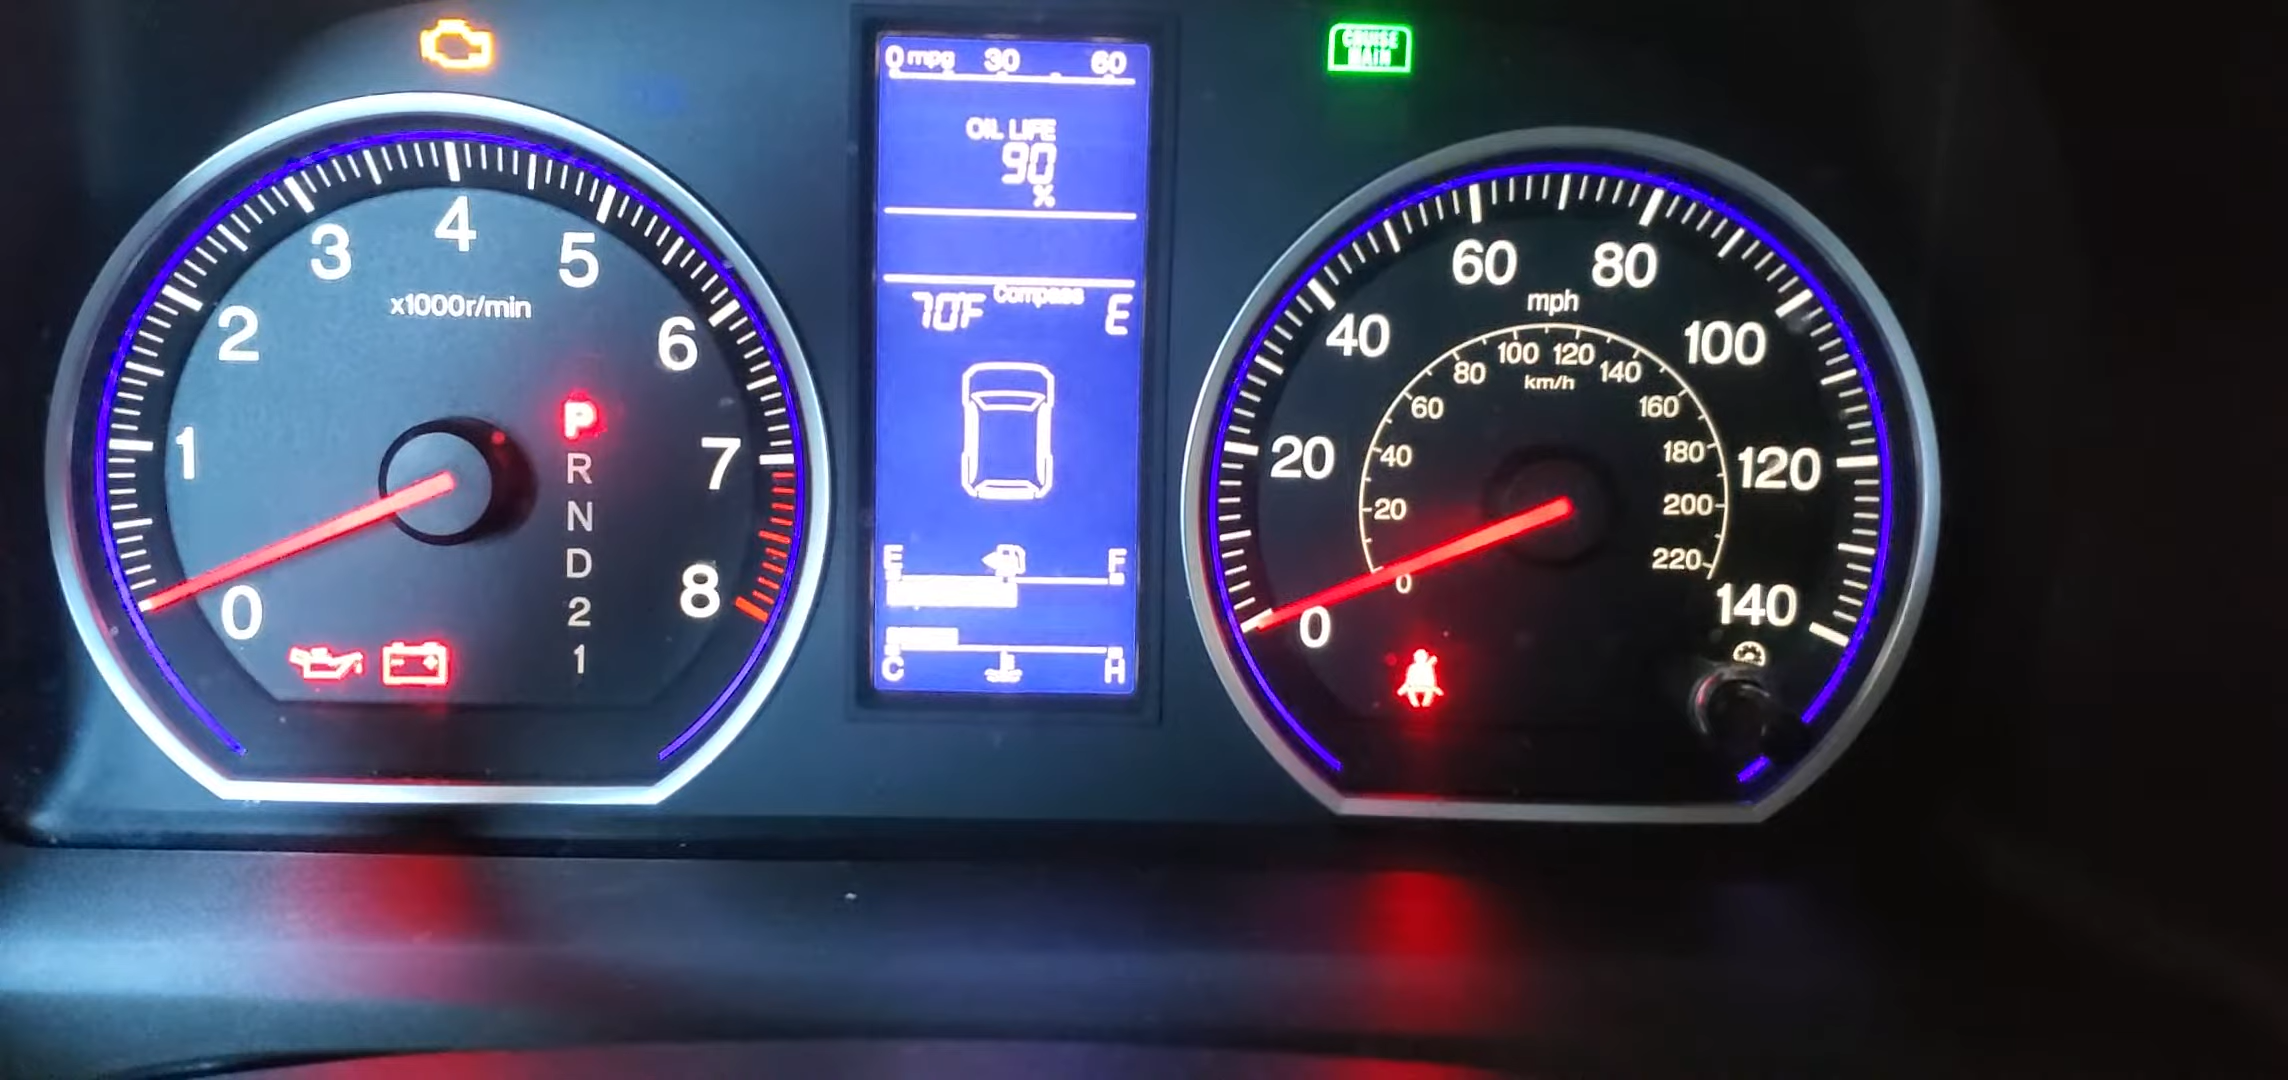 0 mpg 30 60
CRUISE
MAIN
OIL LIFE
90
%
70F Compass E
0 1 2 3 4 5 6 7 8
x1000r/min
P
R
N
D
2
1
E F
C H
0 20 40 60 80 100 120 140
mph
0 20 40 60 80 100 120 140 160 180 200 220
km/h